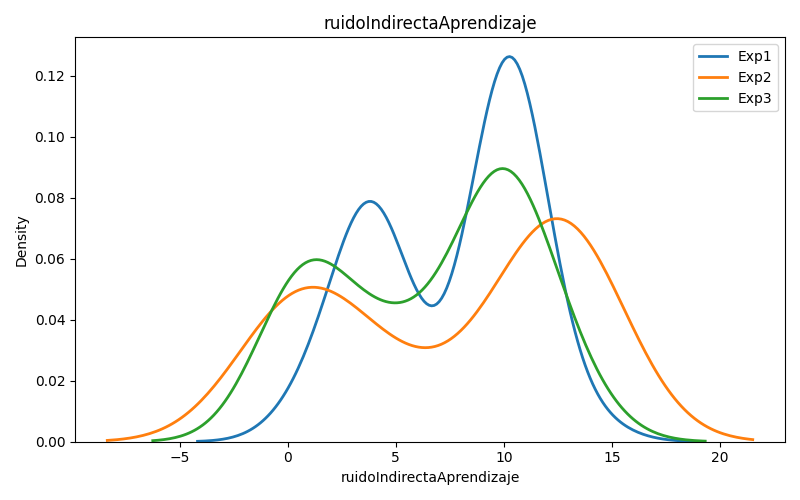 ruidoIndirectaAprendizaje
Exp1
Exp2
Exp3
Density
0.12
0.10
0.08
0.06
0.04
0.02
0.00
−5
0
5
10
15
20
ruidoIndirectaAprendizaje